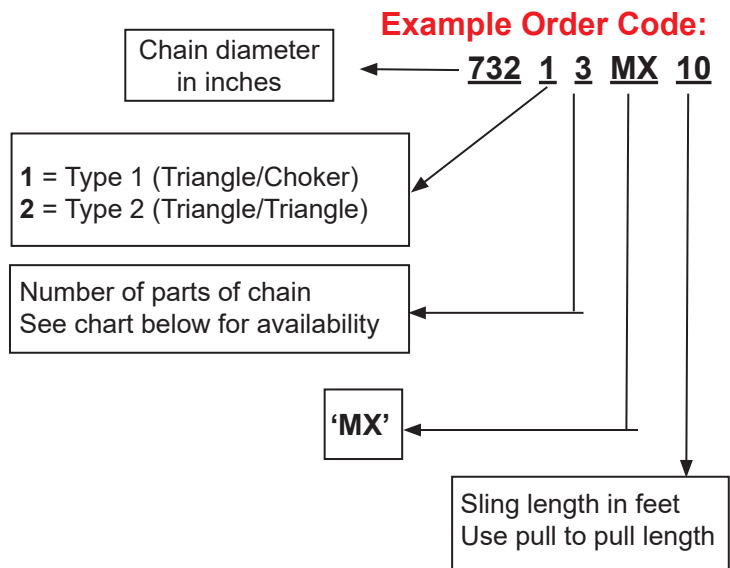 Example Order Code:
732 1 3 MX 10
Chain diameter
in inches
1 = Type 1 (Triangle/Choker)
2 = Type 2 (Triangle/Triangle)
Number of parts of chain
See chart below for availability
‘MX’
Sling length in feet
Use pull to pull length